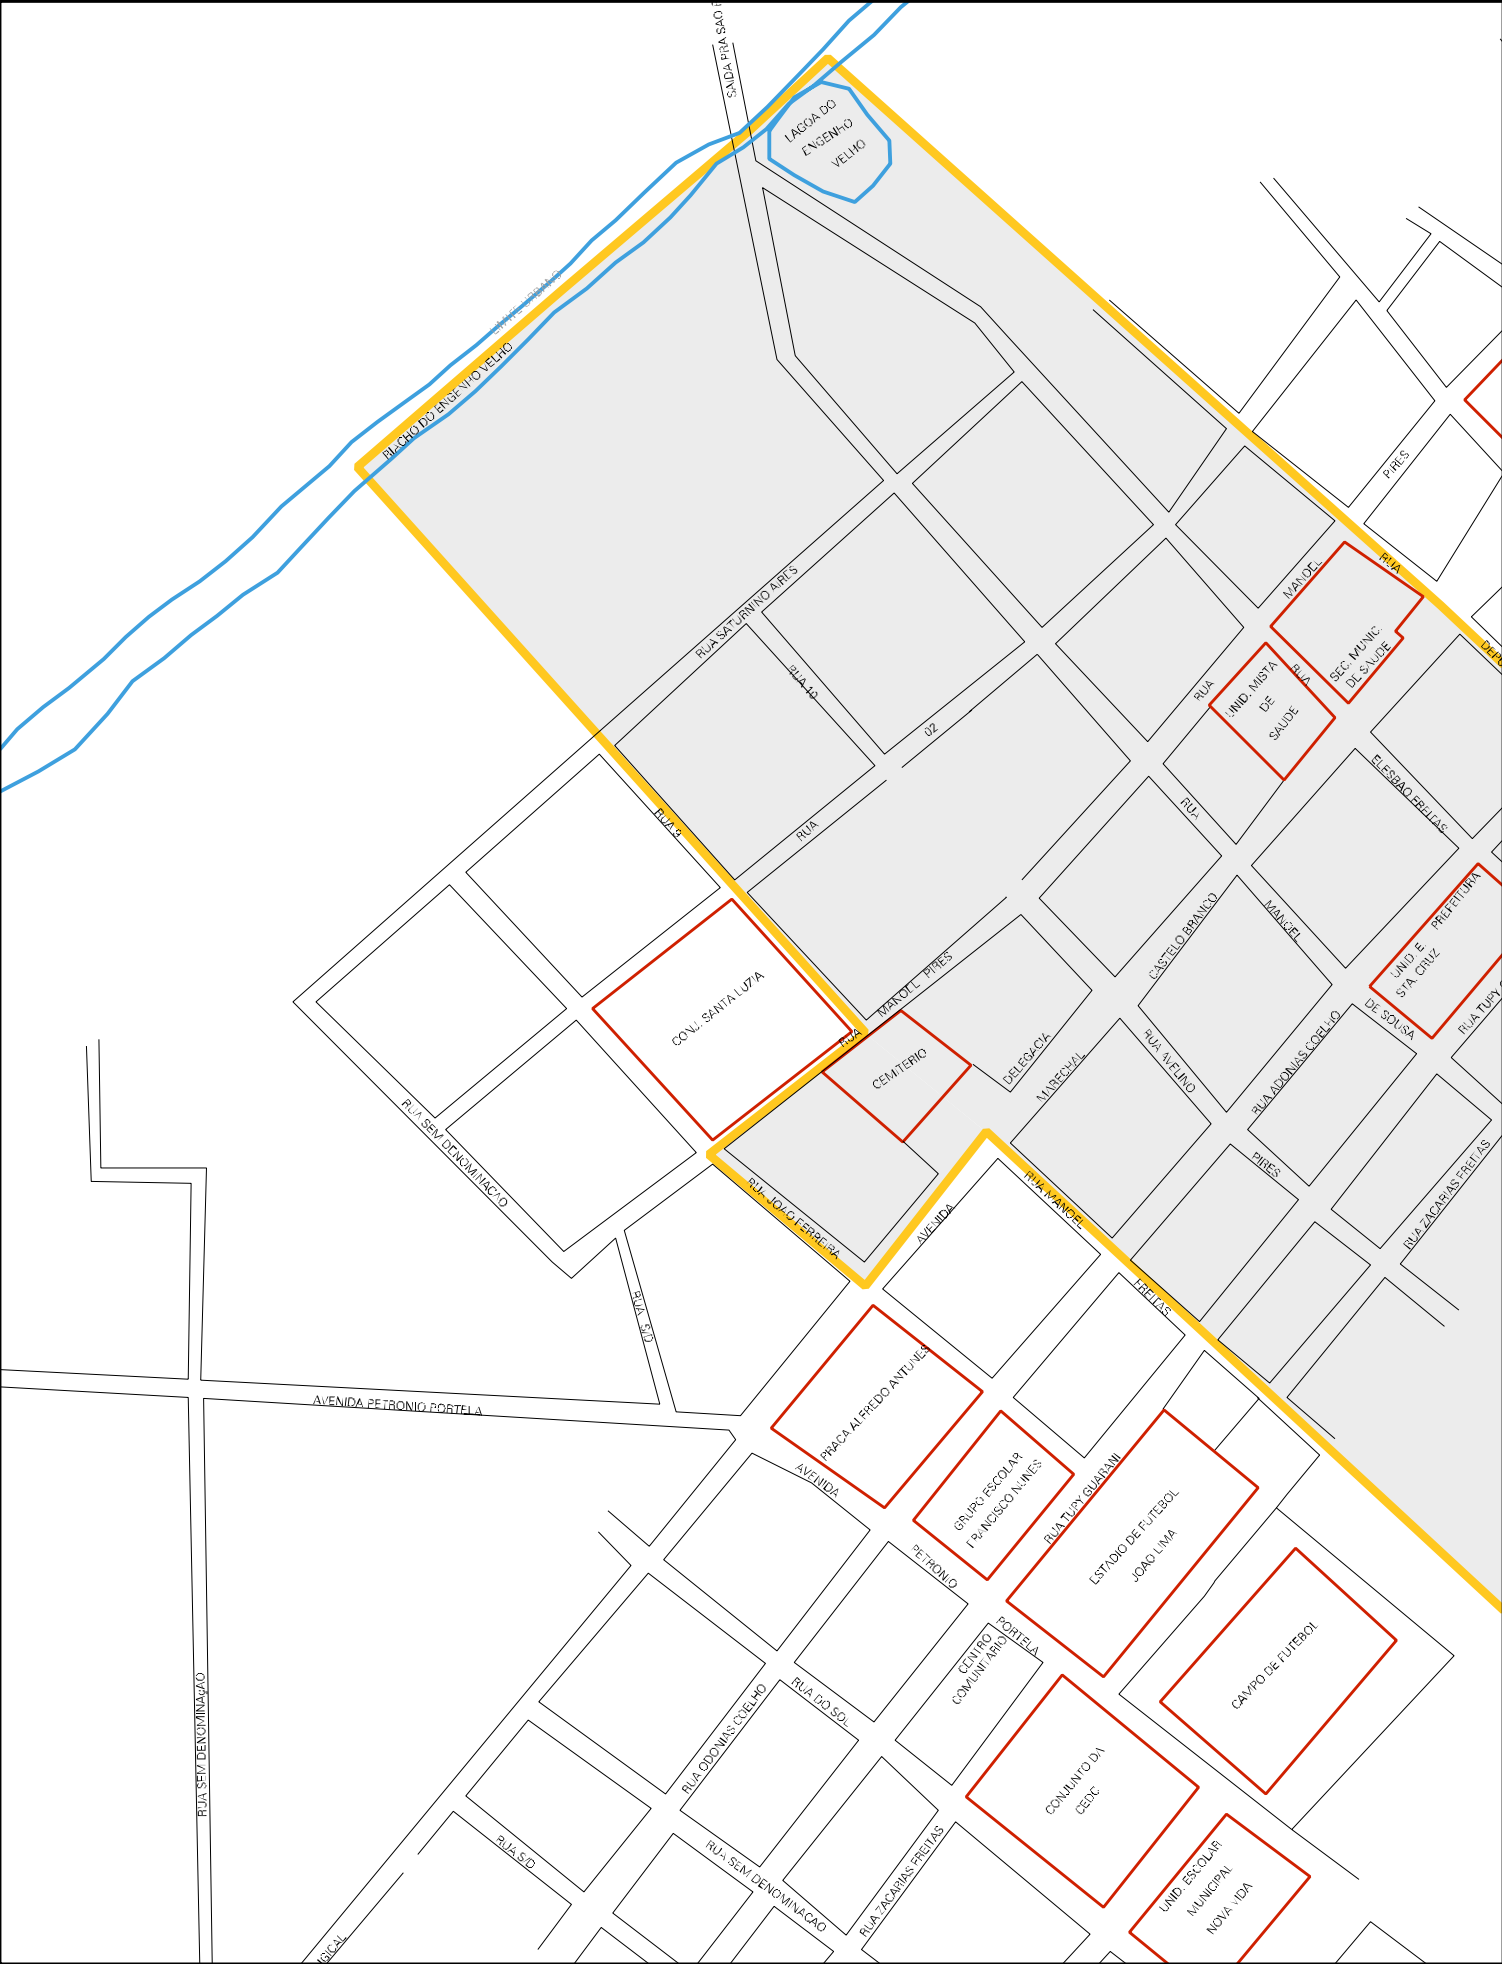 SAIDA PRA SAO
LAGOA DO
ENGENHO
VELHO
RIACHO DO ENGENHO VELHO
PIRES
RUA
MANOEL
DEPU
RUA SATURNINO AIRES
SEC. MUNIC.
DE SAUDE
RUA
RUA
UNID. MISTA
DE
SAUDE
RUA 10
02
RUA
RUA 9
RUA
ELESBAO FREITAS
PREFEITURA
UNID. E
STA. CRUZ
CASTELO BRANCO
MANOEL
MANOEL PIRES
CONJ. SANTA LUZIA
RUA
DE SOUSA
RUA TUPY G
CEMITERIO
DELEGACIA
MARECHAL
RUA AVELINO
RUA ADONIAS COELHO
RUA SEM DENOMINACAO
PIRES
RUA ZACARIAS FREITAS
RUA JOAO FERREIRA
AVENIDA
RUA MANOEL
FREITAS
RUA S/D
AVENIDA PETRONIO PORTELA
PRACA ALFREDO ANTUNES
AVENIDA
GRUPO ESCOLAR
FRANCISCO NUNES
RUA TUPY GUARANI
ESTADIO DE FUTEBOL
JOAO LIMA
PETRONIO
PORTELA
CENTRO
COMUNITARIO
CAMPO DE FUTEBOL
RUA SEM DENOMINAçAO
RUA ODONIAS COELHO
RUA DO SOL
CONJUNTO DA
CEDC
RUA S/D
RUA SEM DENOMINACAO
RUA ZACARIAS FREITAS
UNID. ESCOLAR
MUNICIPAL
NOVA VIDA